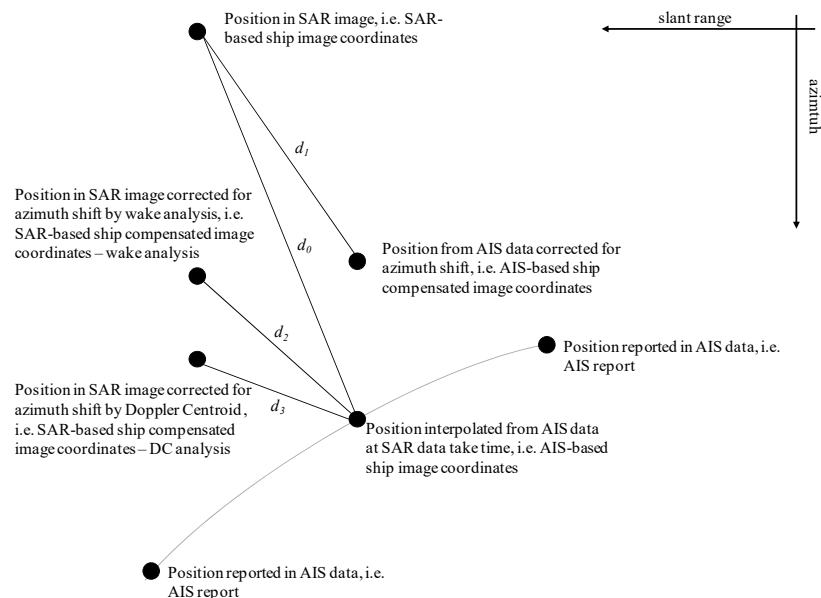 Position in SAR image, i.e. SAR-
based ship image coordinates
slant range
azimtuh
d1
Position in SAR image corrected for
azimuth shift by wake analysis, i.e.
SAR-based ship compensated image
coordinates – wake analysis
d0
Position from AIS data corrected for
azimuth shift, i.e. AIS-based ship
compensated image coordinates
d2
Position reported in AIS data, i.e.
AIS report
Position in SAR image corrected for
azimuth shift by Doppler Centroid ,
i.e. SAR-based ship compensated
image coordinates – DC analysis
d3
Position interpolated from AIS data
at SAR data take time, i.e. AIS-based
ship image coordinates
Position reported in AIS data, i.e.
AIS report